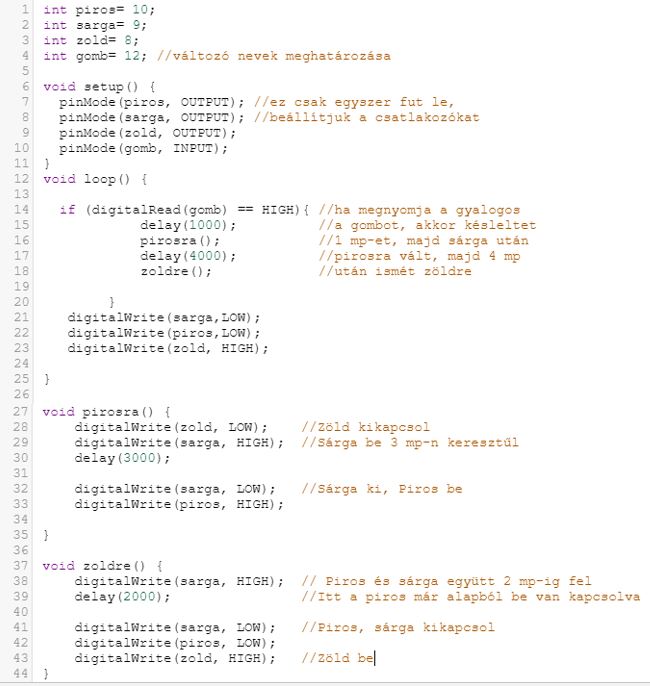 1 int piros= 10;
2 int sarga= 9;
3 int zold= 8;
4 int gomb= 12; //változó nevek meghatározása
5
6 void setup() {
7 pinMode(piros, OUTPUT); //ez csak egyszer fut le,
8 pinMode(sarga, OUTPUT); //beállítjuk a csatlakozókat
9 pinMode(zold, OUTPUT);
10 pinMode(gomb, INPUT);
11 }
12 void loop() {
13
14 if (digitalRead(gomb) == HIGH){ //ha megnyomja a gyalogos
15 delay(1000); //a gombot, akkor késleltet
16 pirosra(); //1 mp-et, majd sárga után
17 delay(4000); //pirosra vált, majd 4 mp
18 zoldre(); //után ismét zöldre
19
20 }
21 digitalWrite(sarga,LOW);
22 digitalWrite(piros,LOW);
23 digitalWrite(zold, HIGH);
24
25 }
26
27 void pirosra() {
28 digitalWrite(zold, LOW); //Zöld kikapcsol
29 digitalWrite(sarga, HIGH); //Sárga be 3 mp-n keresztűl
30 delay(3000);
31
32 digitalWrite(sarga, LOW); //Sárga ki, Piros be
33 digitalWrite(piros, HIGH);
34
35 }
36
37 void zoldre() {
38 digitalWrite(sarga, HIGH); // Piros és sárga együtt 2 mp-ig fel
39 delay(2000); //Itt a piros már alapból be van kapcsolva
40
41 digitalWrite(sarga, LOW); //Piros, sárga kikapcsol
42 digitalWrite(piros, LOW);
43 digitalWrite(zold, HIGH); //Zöld be
44 }